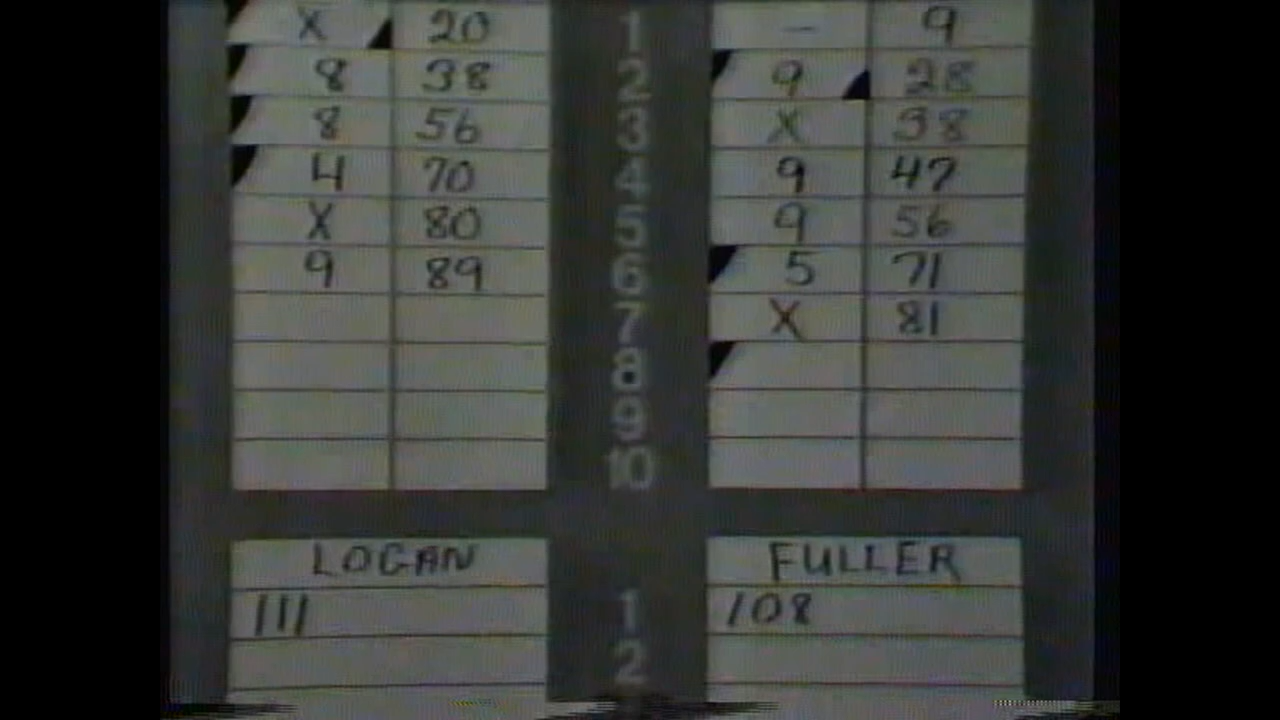 X 20 1 – 9
8 38 2 9 28
8 56 3 X 38
4 70 4 9 47
X 80 5 9 56
9 89 6 5 71
7 X 81
8
9
10
LOGAN FULLER
111 1 108
2